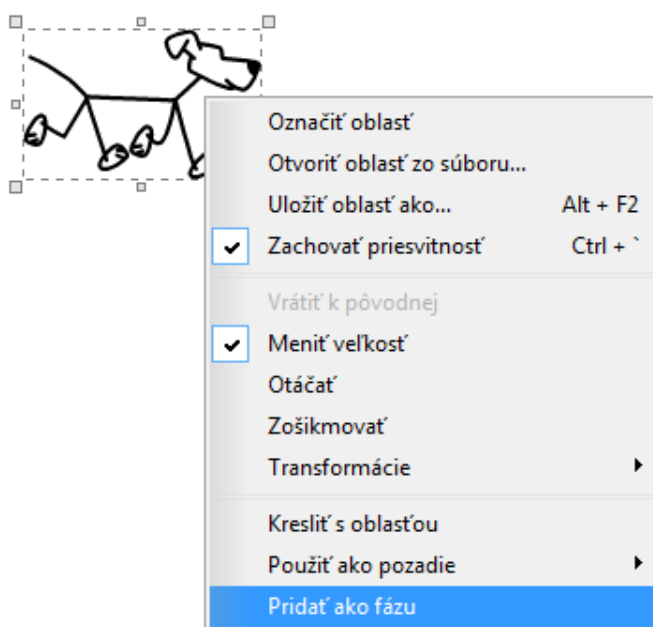 Označiť oblasť
Otvoriť oblasť zo súboru...
Uložiť oblasť ako... Alt + F2
Zachovať priesvitnosť Ctrl + `
Vrátiť k pôvodnej
Meniť veľkosť
Otáčať
Zošikmovať
Transformácie
Kresliť s oblasťou
Použiť ako pozadie
Pridať ako fázu